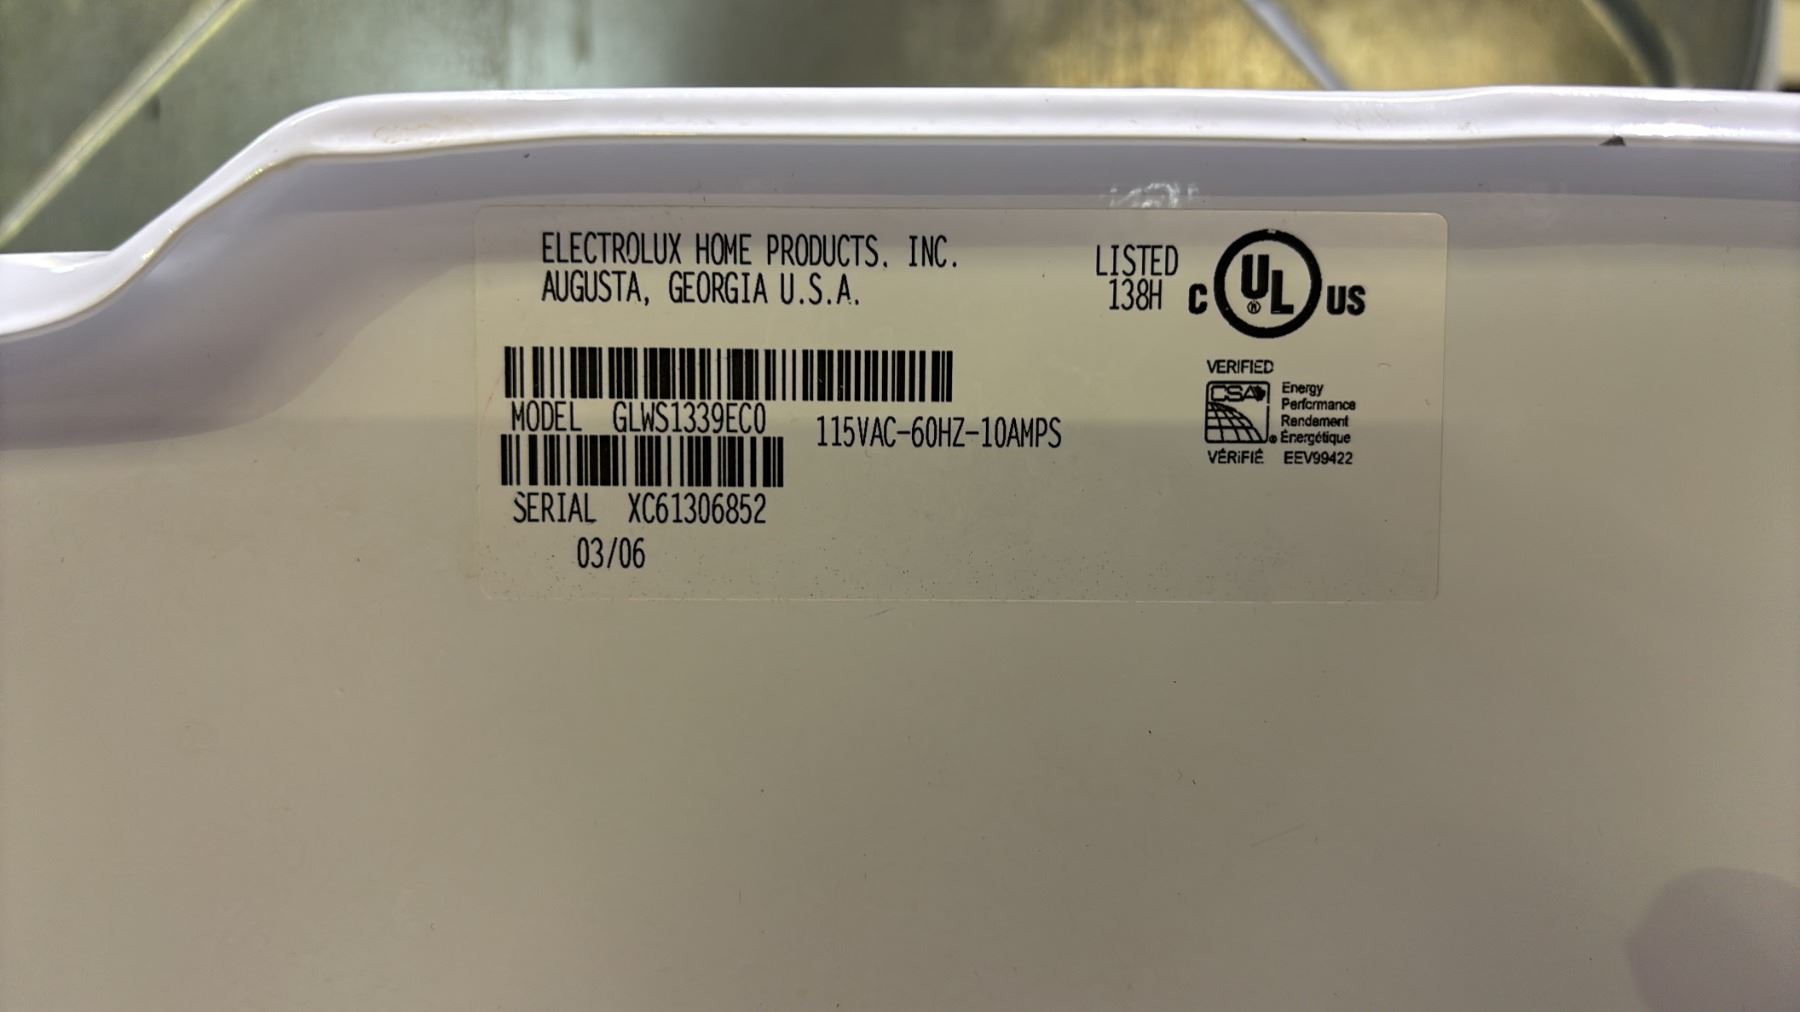 ELECTROLUX HOME PRODUCTS, INC.
AUGUSTA, GEORGIA U.S.A.
LISTED
138H
C UL ® US
MODEL GLWS1339EC0
115VAC-60HZ-10AMPS
SERIAL XC61306852
03/06
VERIFIED
CSA ®
Energy
Performance
Rendement
Énergétique
VÉRIFIÉ EEV99422